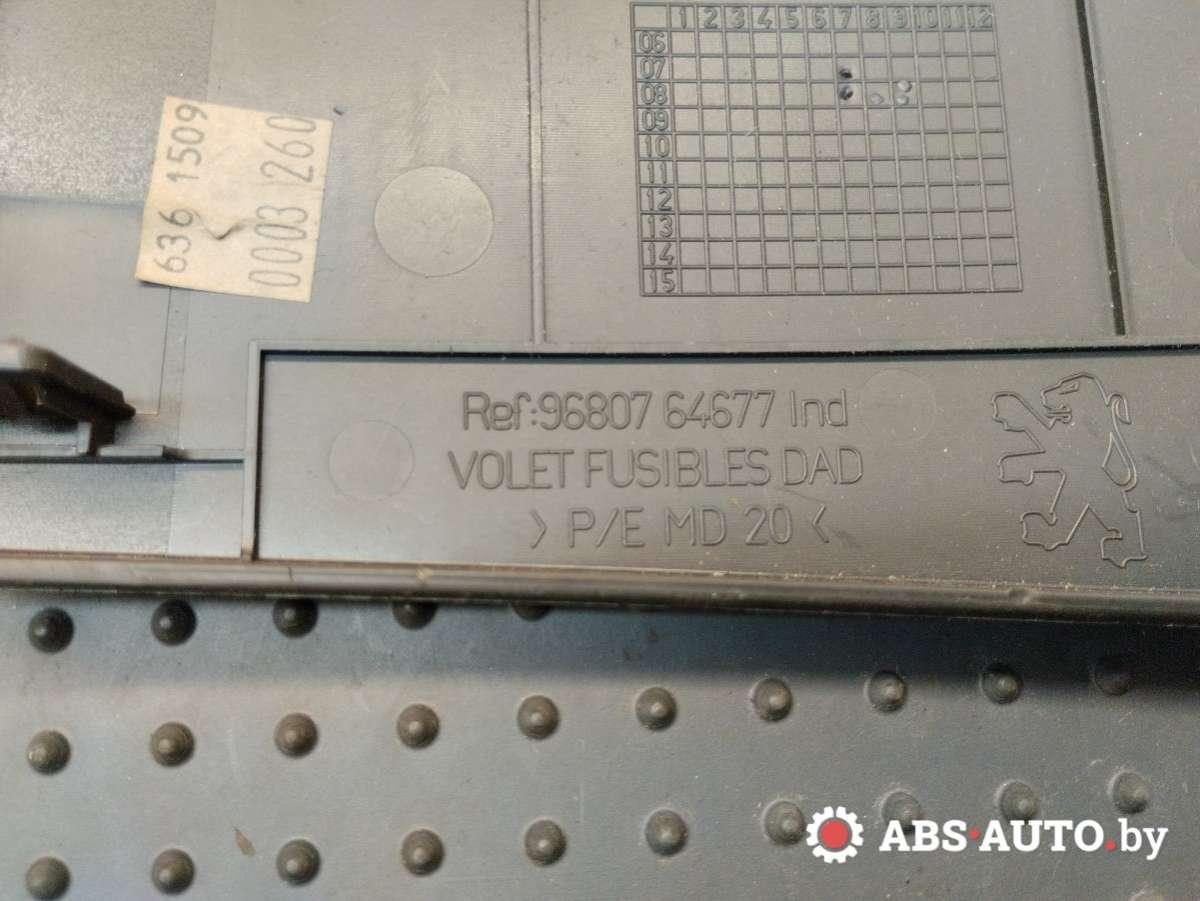 636 1509
0003 260
1 2 3 4 5 6 7 8 9 10 11 12
06
07
08
09
10
11
12
13
14
15
Ref:96807 64677 Ind
VOLET FUSIBLES DAD
> P/E MD 20 <
ABS-AUTO.by